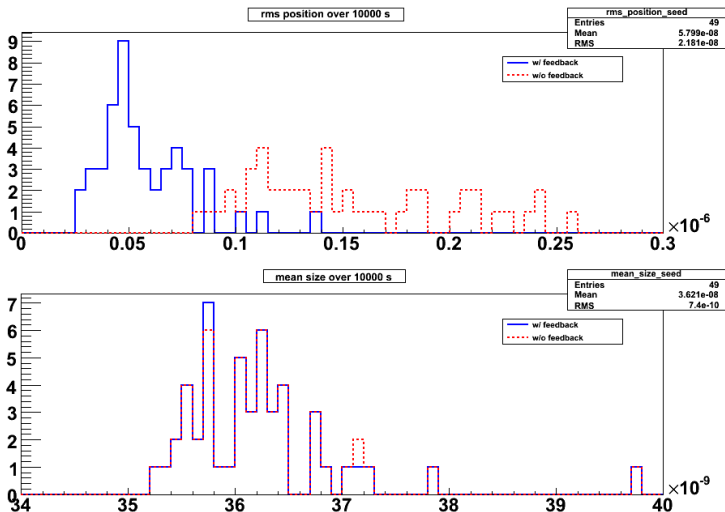 rms position over 10000 s
rms_position_seed
Entries 49
Mean 5.799e-08
RMS 2.181e-08
w/ feedback
w/o feedback
9
8
7
6
5
4
3
2
1
0
0 0.05 0.1 0.15 0.2 0.25 0.3
×10⁻⁶
mean size over 10000 s
mean_size_seed
Entries 49
Mean 3.621e-08
RMS 7.4e-10
w/ feedback
w/o feedback
7
6
5
4
3
2
1
0
34 35 36 37 38 39 40
×10⁻⁹